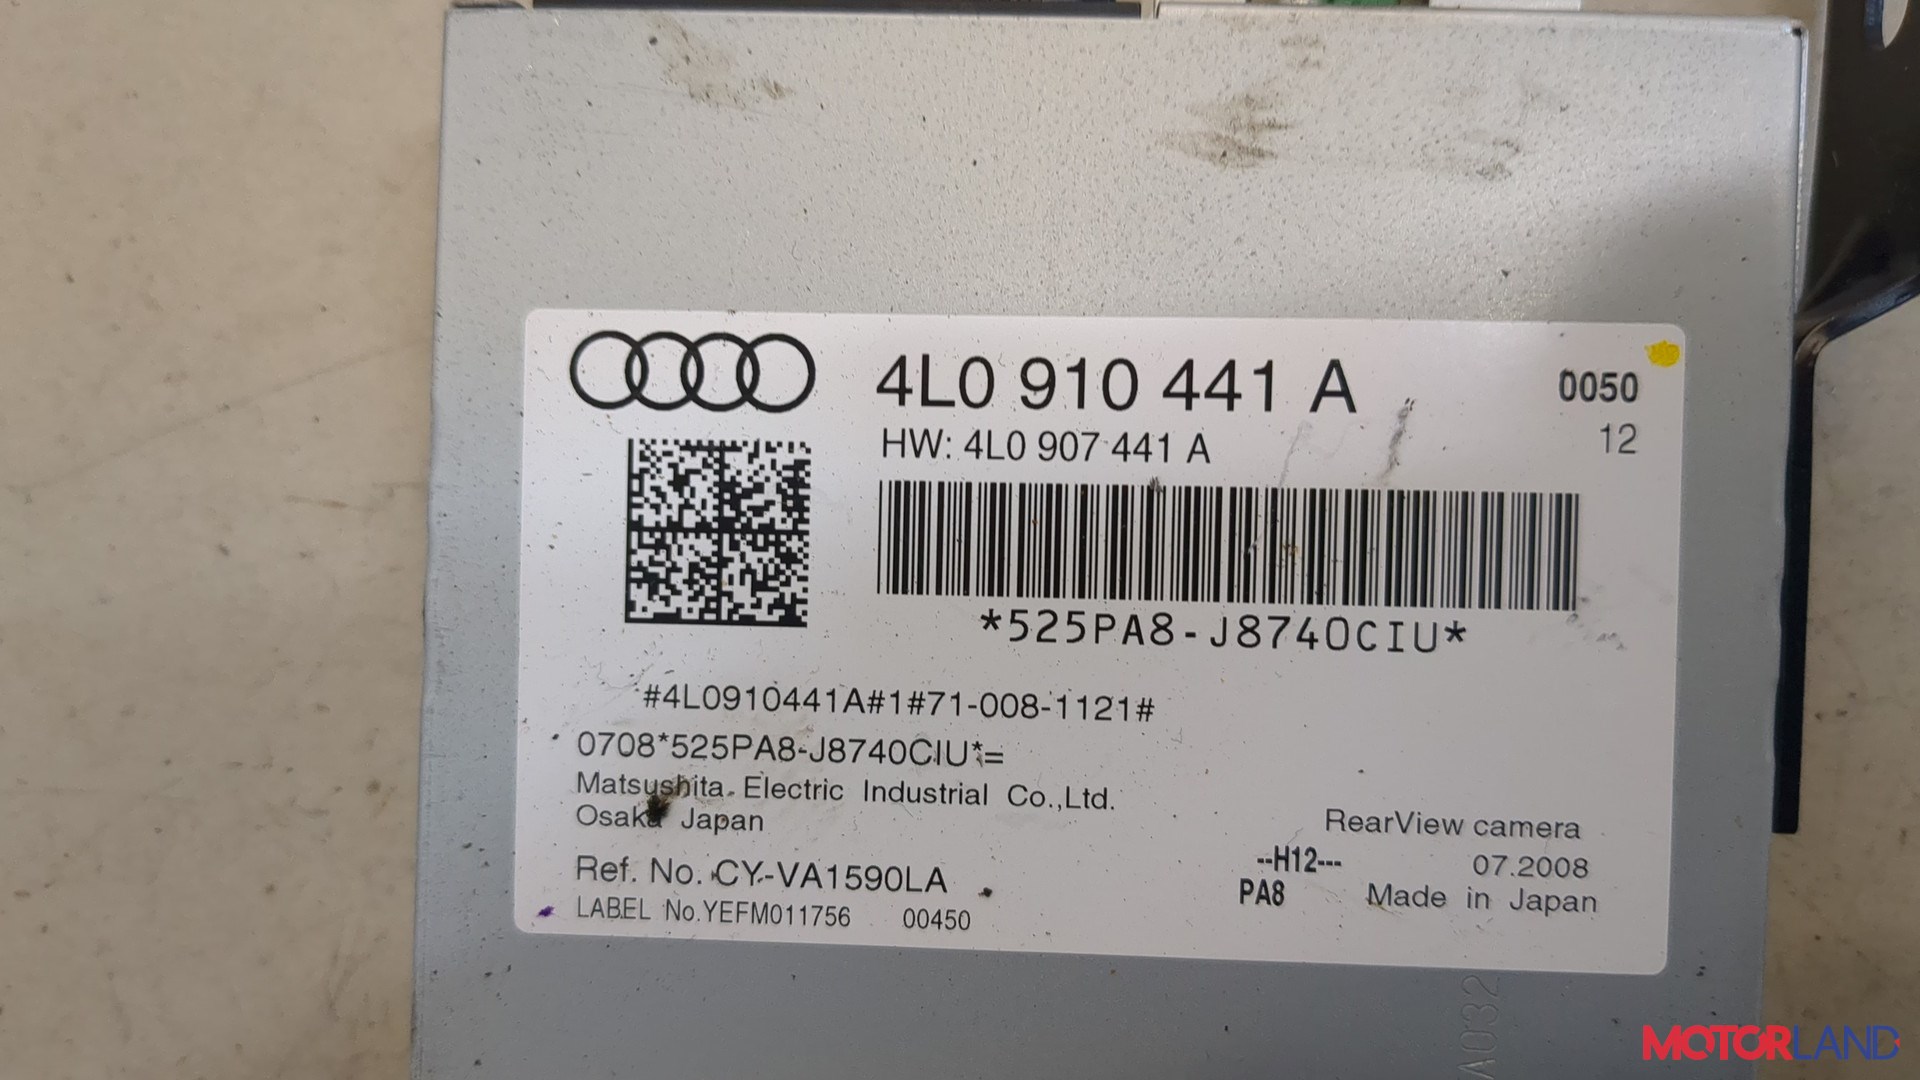 4L0 910 441 A
0050
HW: 4L0 907 441 A
12
*525PA8-J8740CIU*
#4L0910441A#1#71-008-1121#
0708*525PA8-J8740CIU*=
Matsushita Electric Industrial Co.,Ltd.
Osaka Japan
RearView camera
--H12---
07.2008
Ref. No. CY-VA1590LA
PA8
Made in Japan
LABEL No.YEFM011756 00450
A032
MOTORLAND